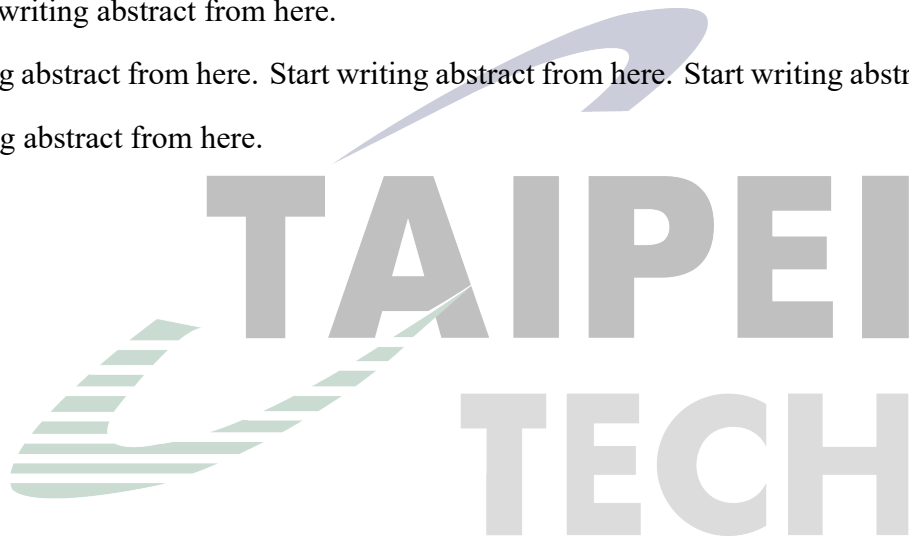 writing abstract from here.
g abstract from here. Start writing abstract from here. Start writing abstr
g abstract from here.
TAIPEI
TECH